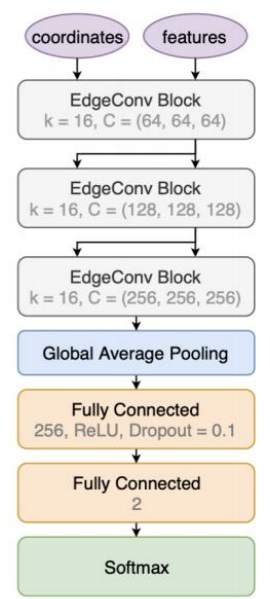 coordinates features
EdgeConv Block
k = 16, C = (64, 64, 64)
EdgeConv Block
k = 16, C = (128, 128, 128)
EdgeConv Block
k = 16, C = (256, 256, 256)
Global Average Pooling
Fully Connected
256, ReLU, Dropout = 0.1
Fully Connected
2
Softmax